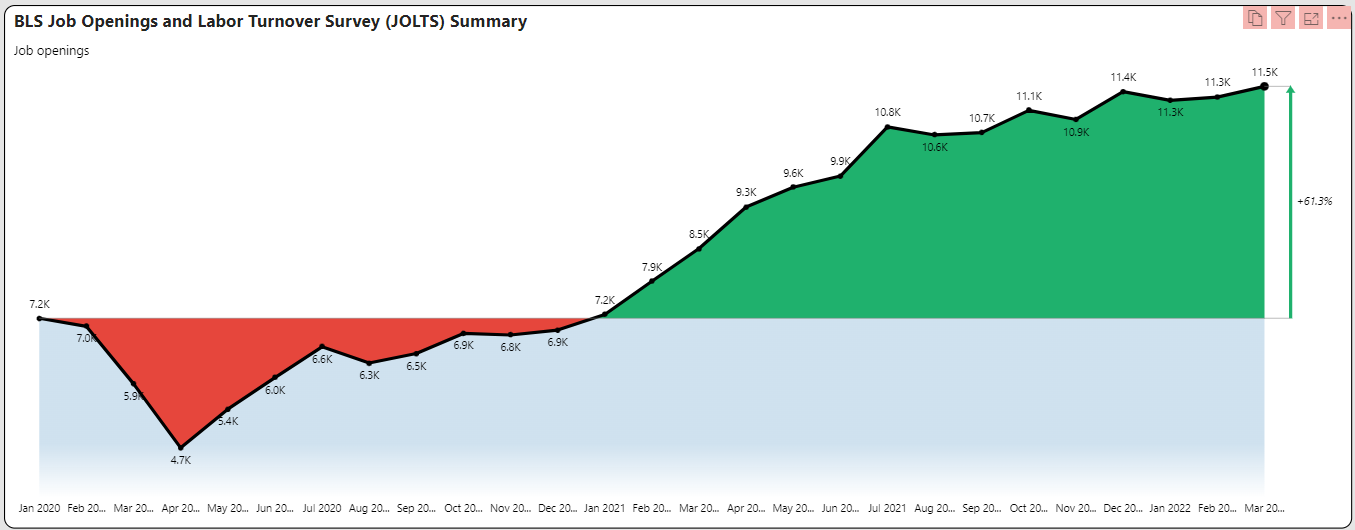 BLS Job Openings and Labor Turnover Survey (JOLTS) Summary
Job openings
7.2K
7.0K
5.9K
4.7K
5.4K
6.0K
6.6K
6.3K
6.5K
6.9K
6.8K
6.9K
7.2K
7.9K
8.5K
9.3K
9.6K
9.9K
10.8K
10.6K
10.7K
11.1K
10.9K
11.4K
11.3K
11.3K
11.5K
+61.3%
Jan 2020 Feb 20... Mar 20... Apr 20... May 20... Jun 20... Jul 2020 Aug 20... Sep 20... Oct 20... Nov 20... Dec 20... Jan 2021 Feb 20... Mar 20... Apr 20... May 20... Jun 20... Jul 2021 Aug 20... Sep 20... Oct 20... Nov 20... Dec 20... Jan 2022 Feb 20... Mar 20...